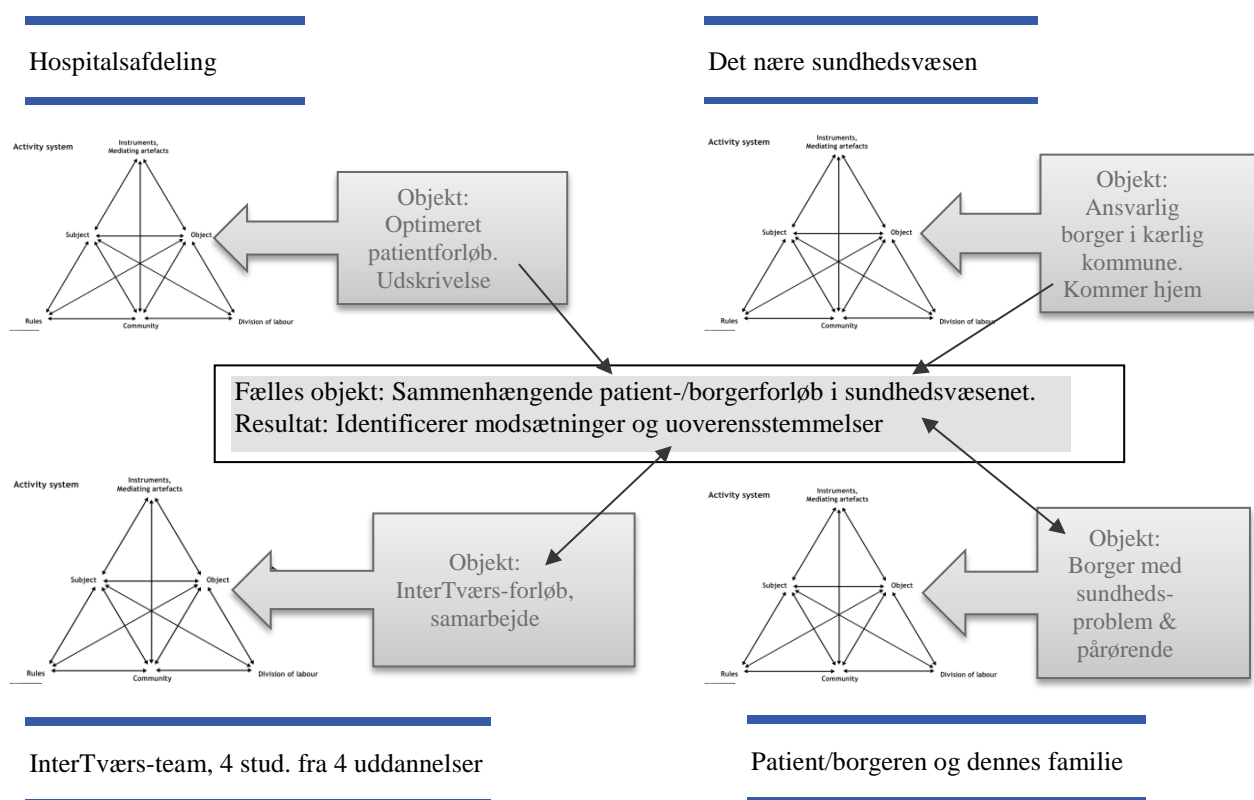 Hospitalsafdeling
Det nære sundhedsvæsen
Activity system
Instruments,
Mediating artefacts
Subject
Object
Rules
Community
Division of labour
Objekt:
Optimeret
patientforløb.
Udskrivelse
Activity system
Instruments,
Mediating artefacts
Subject
Object
Rules
Community
Division of labour
Objekt:
Ansvarlig
borger i kærlig
kommune.
Kommer hjem
Fælles objekt: Sammenhængende patient-/borgerforløb i sundhedsvæsenet.
Resultat: Identificerer modsætninger og uoverensstemmelser
Activity system
Instruments,
Mediating artefacts
Subject
Object
Rules
Community
Division of labour
Objekt:
InterTværs-forløb,
samarbejde
Activity system
Instruments,
Mediating artefacts
Subject
Object
Rules
Community
Division of labour
Objekt:
Borger med
sundheds-
problem &
pårørende
InterTværs-team, 4 stud. fra 4 uddannelser
Patient/borgeren og dennes familie